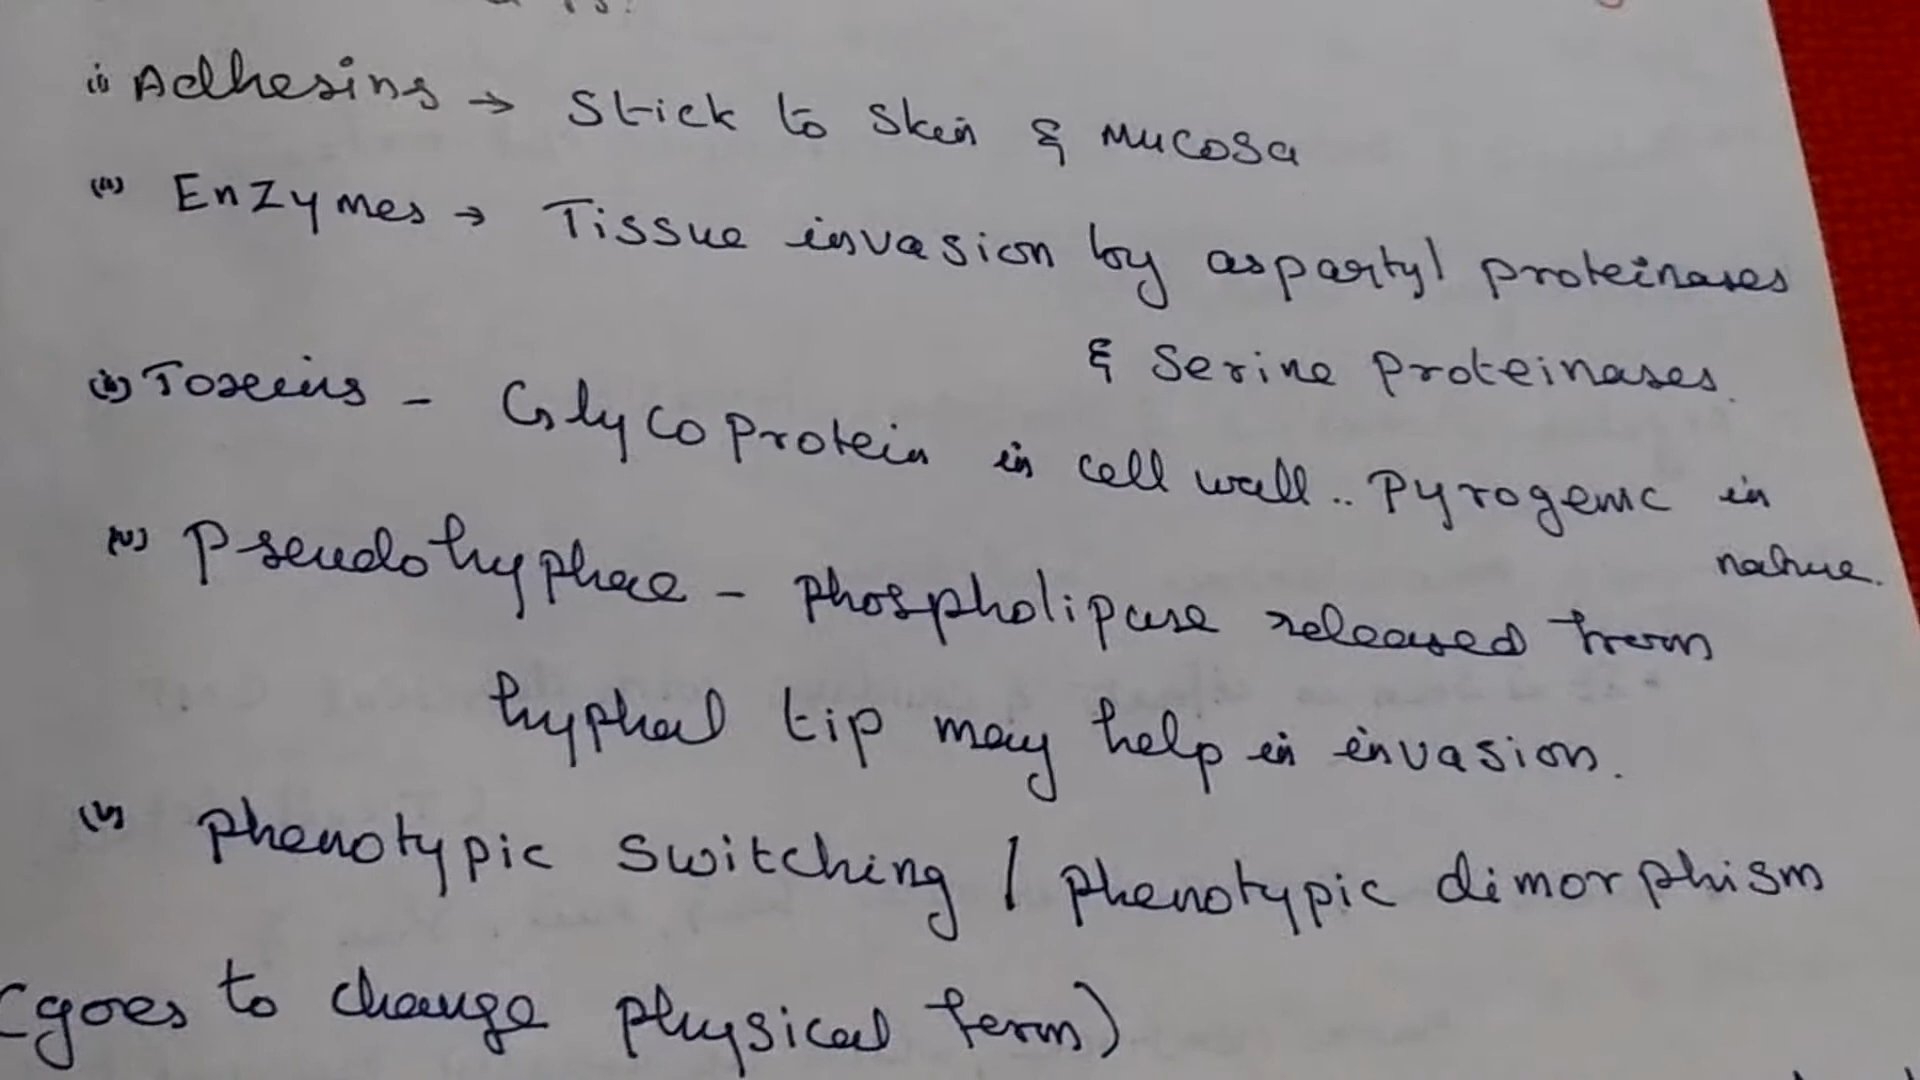 (i) Adhesins → Stick to Skin & Mucosa
(ii) Enzymes → Tissue invasion by aspartyl proteinases
& Serine Proteinases.
(iii) Toxins - Glycoprotein in cell wall.. Pyrogenic in
nature.
(iv) Pseudohyphae - Phospholipase released from
hyphal tip may help in invasion.
(v) Phenotypic switching / Phenotypic dimorphism
(goes to change physical form)